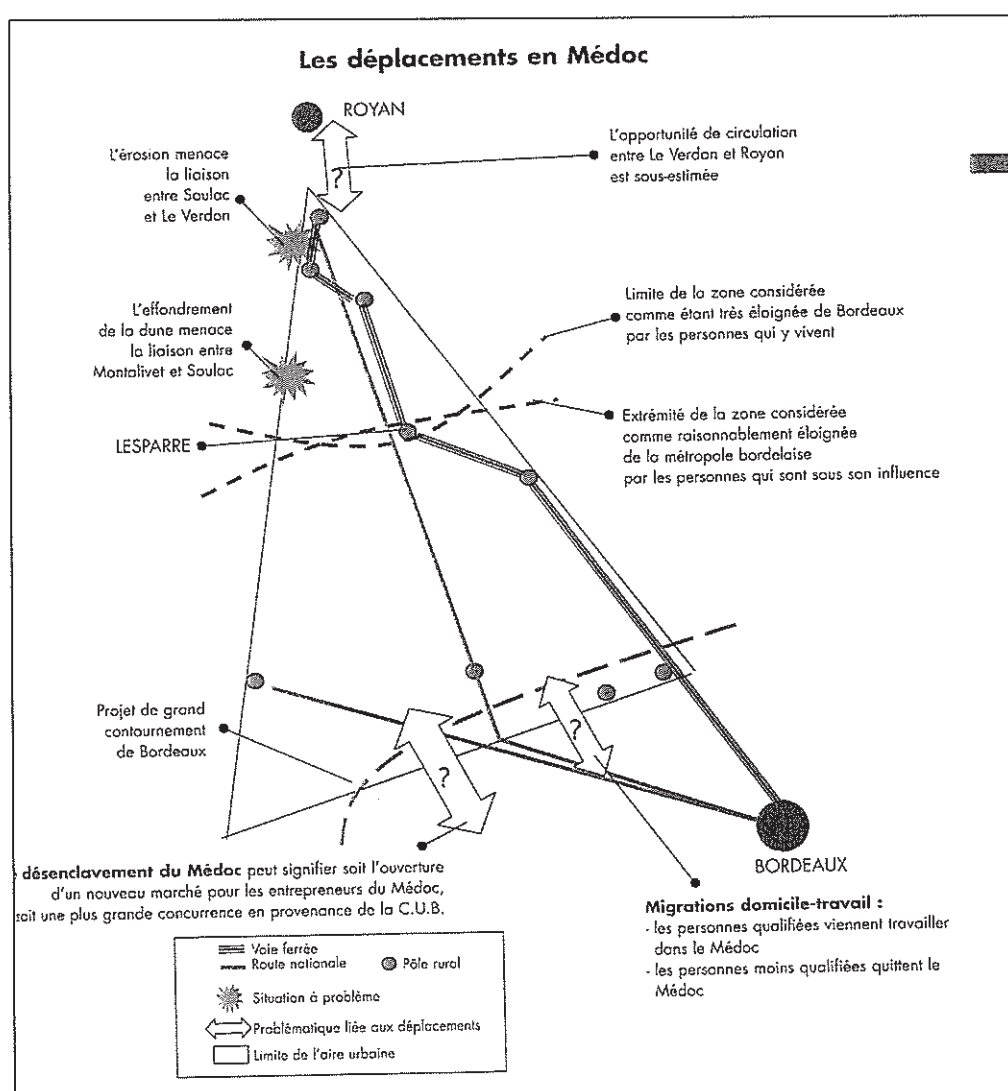 Les déplacements en Médoc
ROYAN
L'érosion menace
la liaison
entre Soulac
et Le Verdon
L'opportunité de circulation
entre Le Verdon et Royan
est sous-estimée
L'effondrement
de la dune menace
la liaison entre
Montalivet et Soulac
Limite de la zone considérée
comme étant très éloignée de Bordeaux
par les personnes qui y vivent
LESPARRE
Extrémité de la zone considérée
comme raisonnablement éloignée
de la métropole bordelaise
par les personnes qui sont sous son influence
Projet de grand
contournement
de Bordeaux
?
?
?
BORDEAUX
désenclavement du Médoc peut signifier soit l'ouverture
d'un nouveau marché pour les entrepreneurs du Médoc,
soit une plus grande concurrence en provenance de la C.U.B.
Migrations domicile-travail :
- les personnes qualifiées viennent travailler
dans le Médoc
- les personnes moins qualifiées quittent le
Médoc
Voie ferrée
Route nationale
Pôle rural
Situation à problème
Problématique liée aux déplacements
Limite de l'aire urbaine